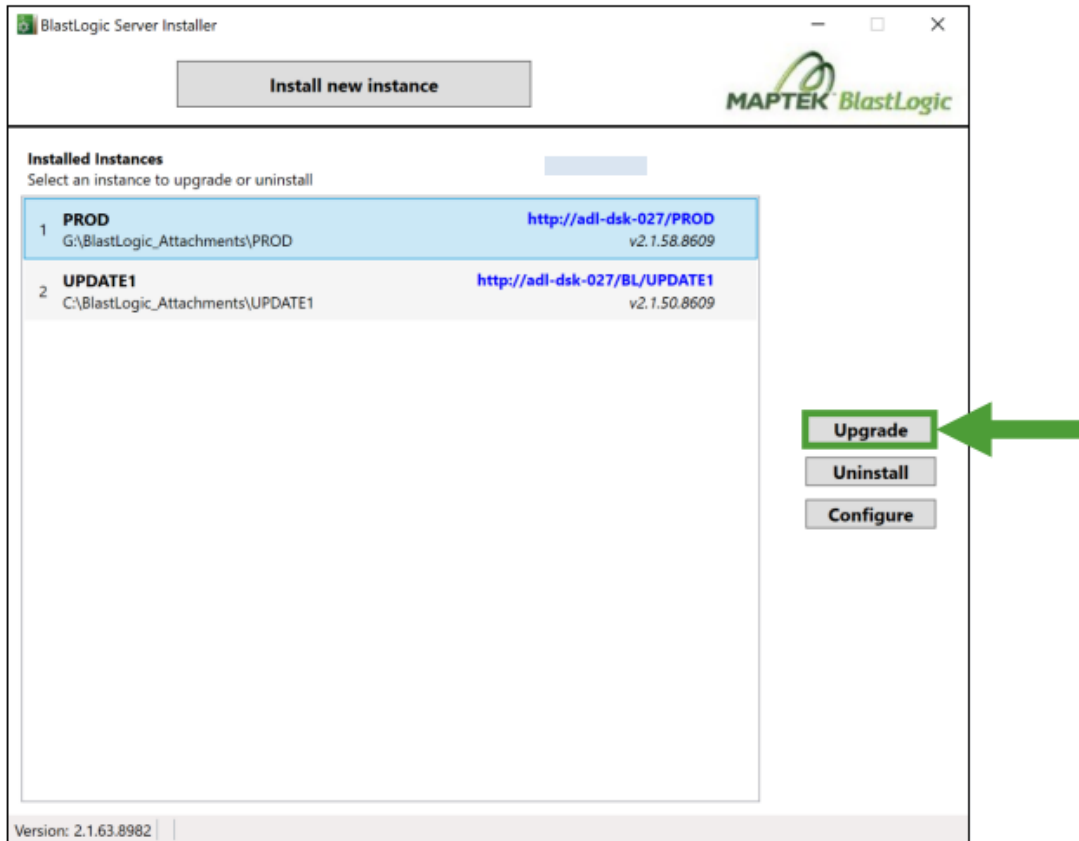 BlastLogic Server Installer
Install new instance
MAPTEK BlastLogic
Installed Instances
Select an instance to upgrade or uninstall
1 PROD http://adl-dsk-027/PROD
G:\BlastLogic_Attachments\PROD v2.1.58.8609
2 UPDATE1 http://adl-dsk-027/BL/UPDATE1
C:\BlastLogic_Attachments\UPDATE1 v2.1.50.8609
Upgrade
Uninstall
Configure
Version: 2.1.63.8982